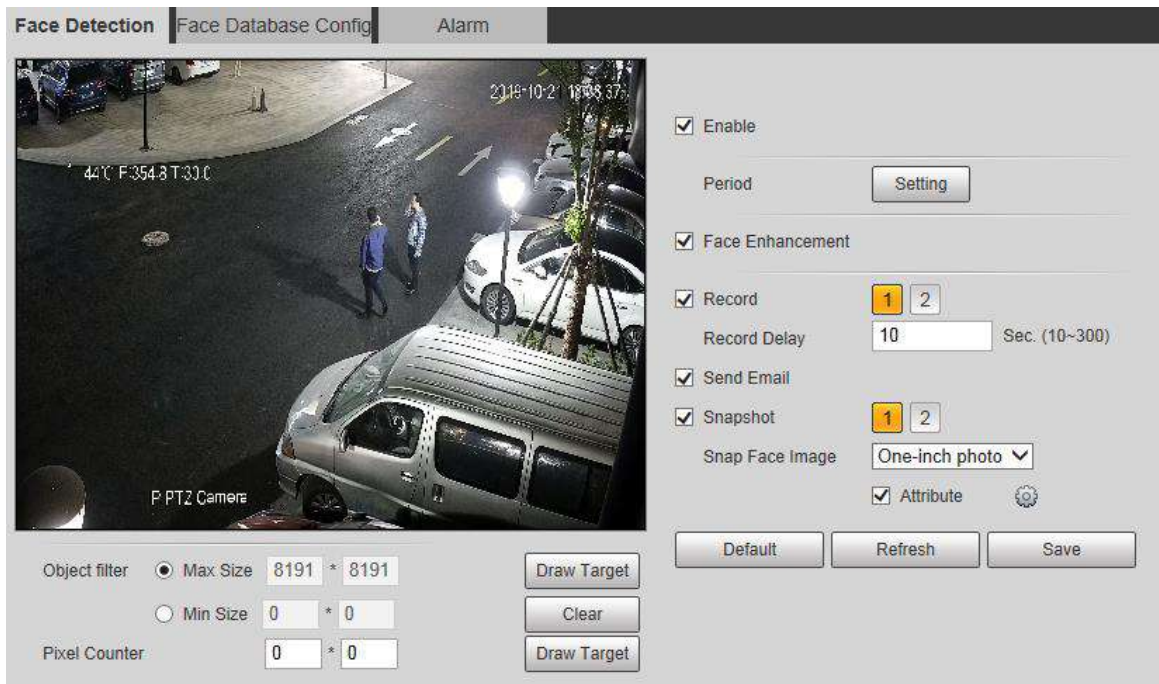 Face Detection Face Database Config Alarm
44°C P:354.8 T:30.0
IP PTZ Camera
Enable
Period Setting
Face Enhancement
Record 1 2
Record Delay 10 Sec. (10~300)
Send Email
Snapshot 1 2
Snap Face Image One-inch photo
Attribute
Default Refresh Save
Object filter Max Size 8191 * 8191 Draw Target
Min Size 0 * 0 Clear
Pixel Counter 0 * 0 Draw Target